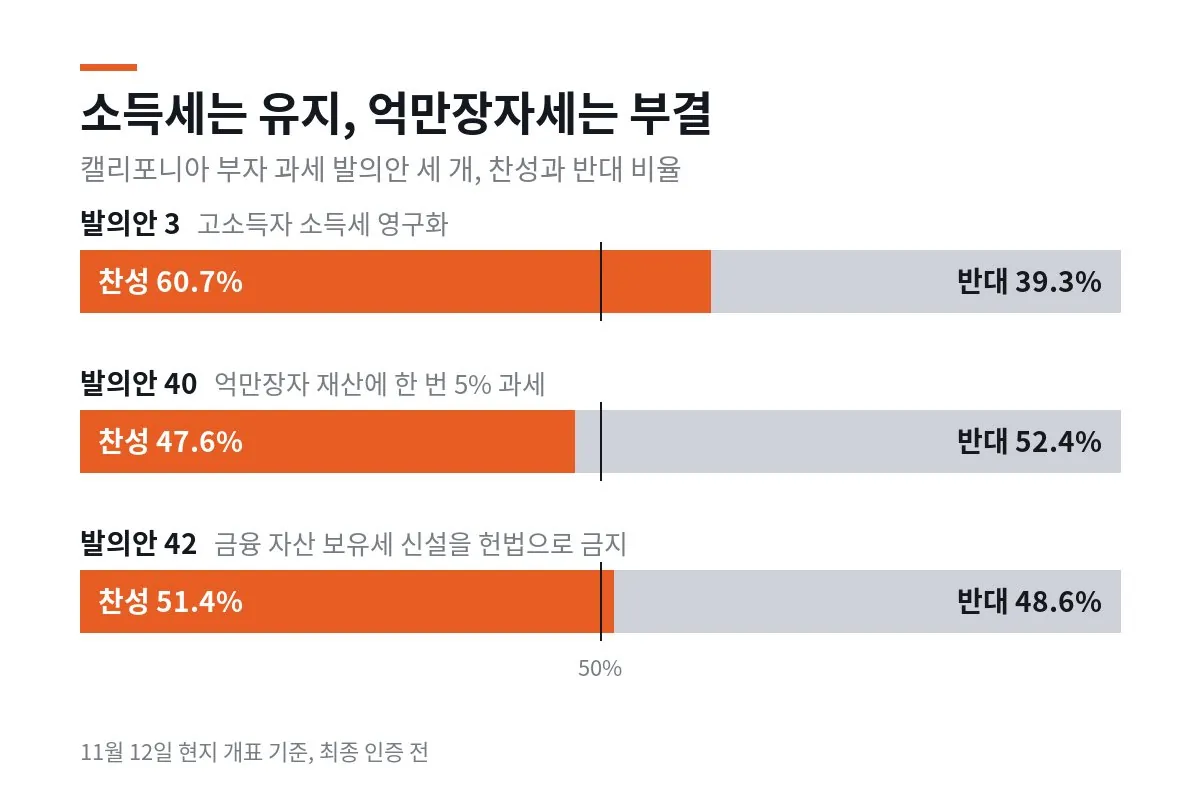 소득세는 유지, 억만장자세는 부결
캘리포니아 부자 과세 발의안 세 개, 찬성과 반대 비율
발의안 3 고소득자 소득세 영구화
찬성 60.7% 반대 39.3%
발의안 40 억만장자 재산에 한 번 5% 과세
찬성 47.6% 반대 52.4%
발의안 42 금융 자산 보유세 신설을 헌법으로 금지
찬성 51.4% 반대 48.6%
50%
11월 12일 현지 개표 기준, 최종 인증 전